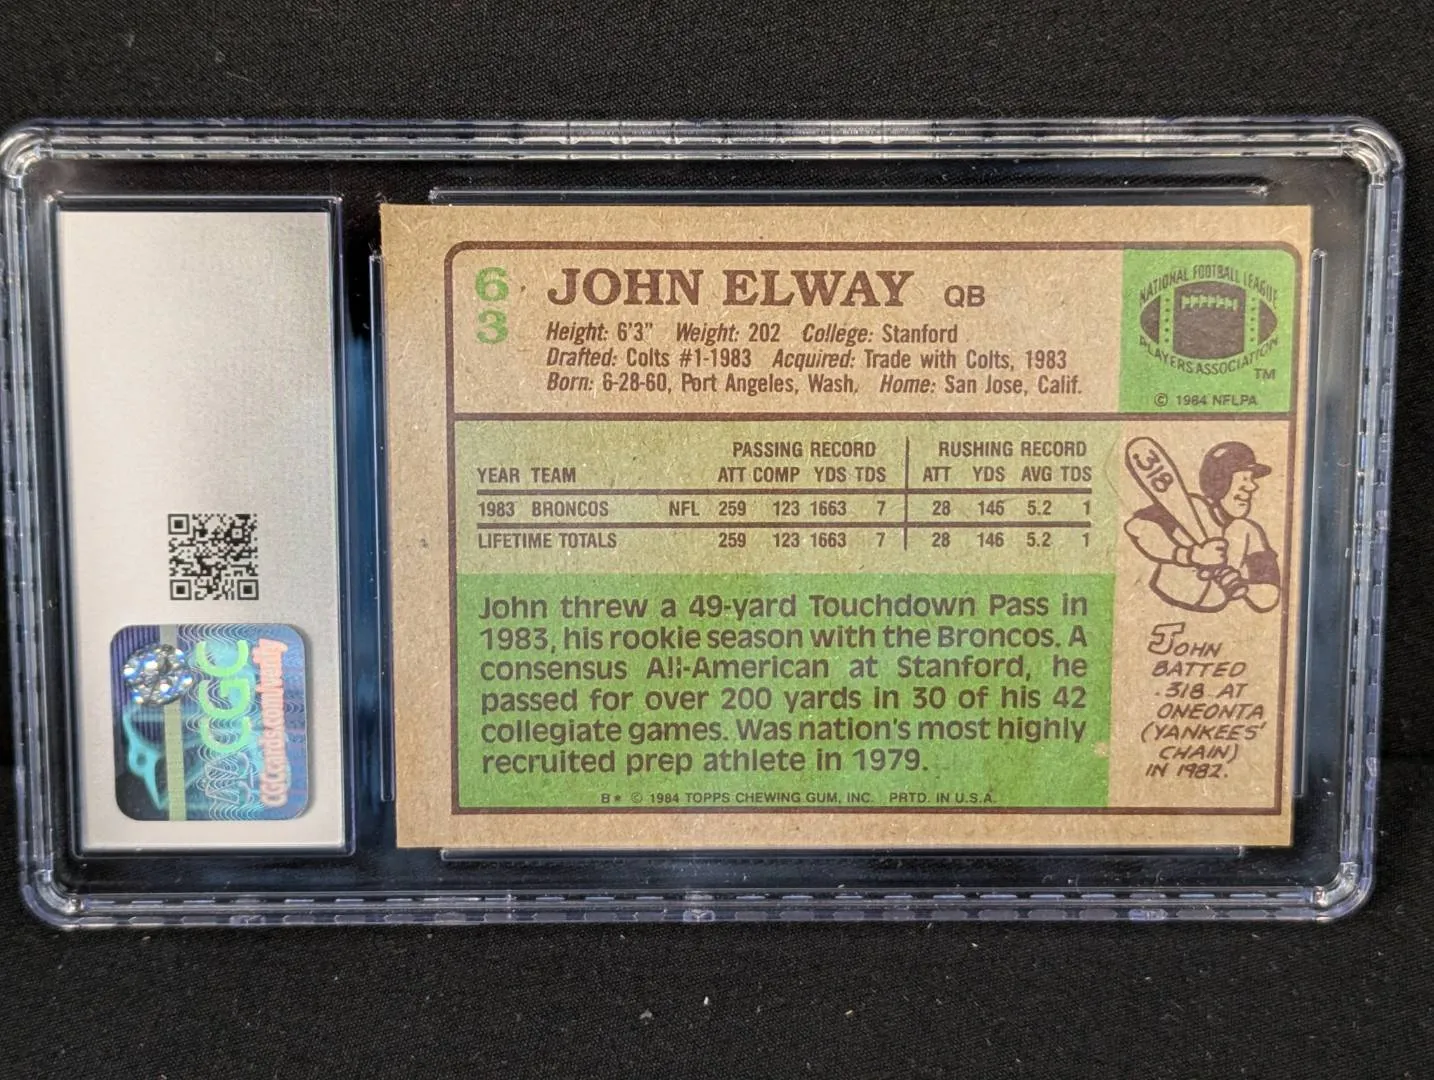 6
3
JOHN ELWAY QB
Height: 6'3" Weight: 202 College: Stanford
Drafted: Colts #1-1983 Acquired: Trade with Colts, 1983
Born: 6-28-60, Port Angeles, Wash. Home: San Jose, Calif.
NATIONAL FOOTBALL LEAGUE
PLAYERS ASSOCIATION
TM
© 1984 NFLPA
PASSING RECORD RUSHING RECORD
YEAR TEAM ATT COMP YDS TDS ATT YDS AVG TDS
1983 BRONCOS NFL 259 123 1663 7 28 146 5.2 1
LIFETIME TOTALS 259 123 1663 7 28 146 5.2 1
John threw a 49-yard Touchdown Pass in
1983, his rookie season with the Broncos. A
consensus All-American at Stanford, he
passed for over 200 yards in 30 of his 42
collegiate games. Was nation's most highly
recruited prep athlete in 1979.
B* © 1984 TOPPS CHEWING GUM, INC. PRTD. IN U.S.A.
318
JOHN
BATTED
.318 AT
ONEONTA
(YANKEES'
CHAIN)
IN 1982.
CGC
CGCcards.com/verify